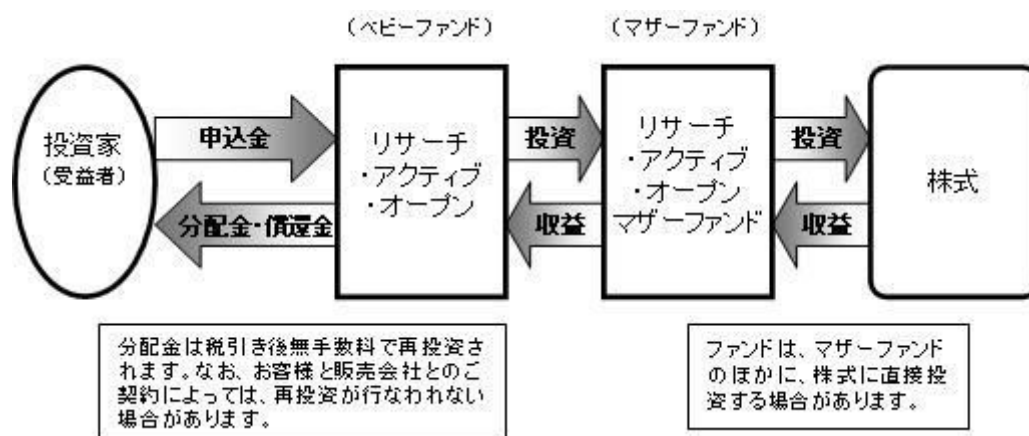 (ベビーファンド)
(マザーファンド)
投資家
(受益者)
申込金
分配金・償還金
リサーチ
・アクティブ
・オープン
投資
収益
リサーチ
・アクティブ
・オープン
マザーファンド
投資
収益
株式
分配金は税引き後無手数料で再投資さ
れます。なお、お客様と販売会社とのご
契約によっては、再投資が行なわれない
場合があります。
ファンドは、マザーファンド
のほかに、株式に直接投
資する場合があります。